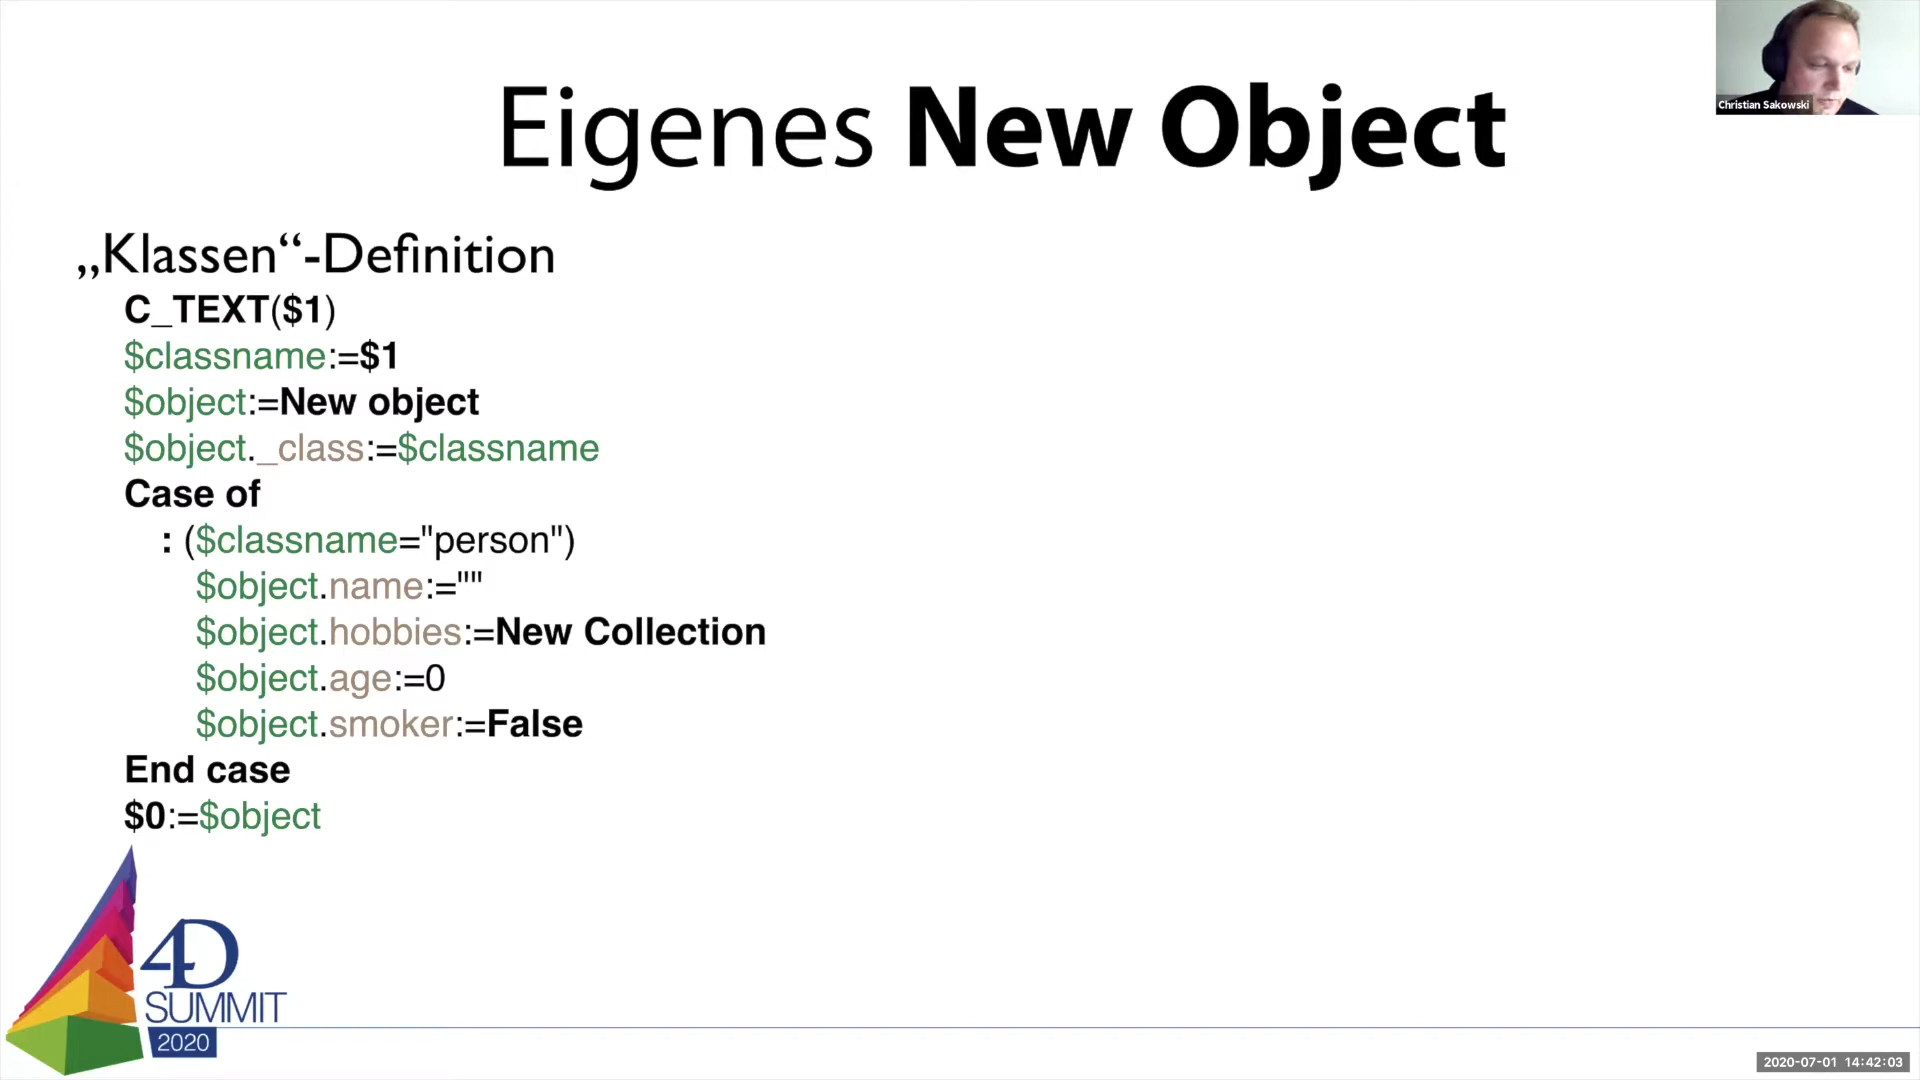 Eigenes New Object
Christian Sakowski
„Klassen“-Definition
C_TEXT($1)
$classname:=$1
$object:=New object
$object._class:=$classname
Case of
: ($classname="person")
$object.name:=""
$object.hobbies:=New Collection
$object.age:=0
$object.smoker:=False
End case
$0:=$object
4D
SUMMIT
2020
2020-07-01 14:42:03